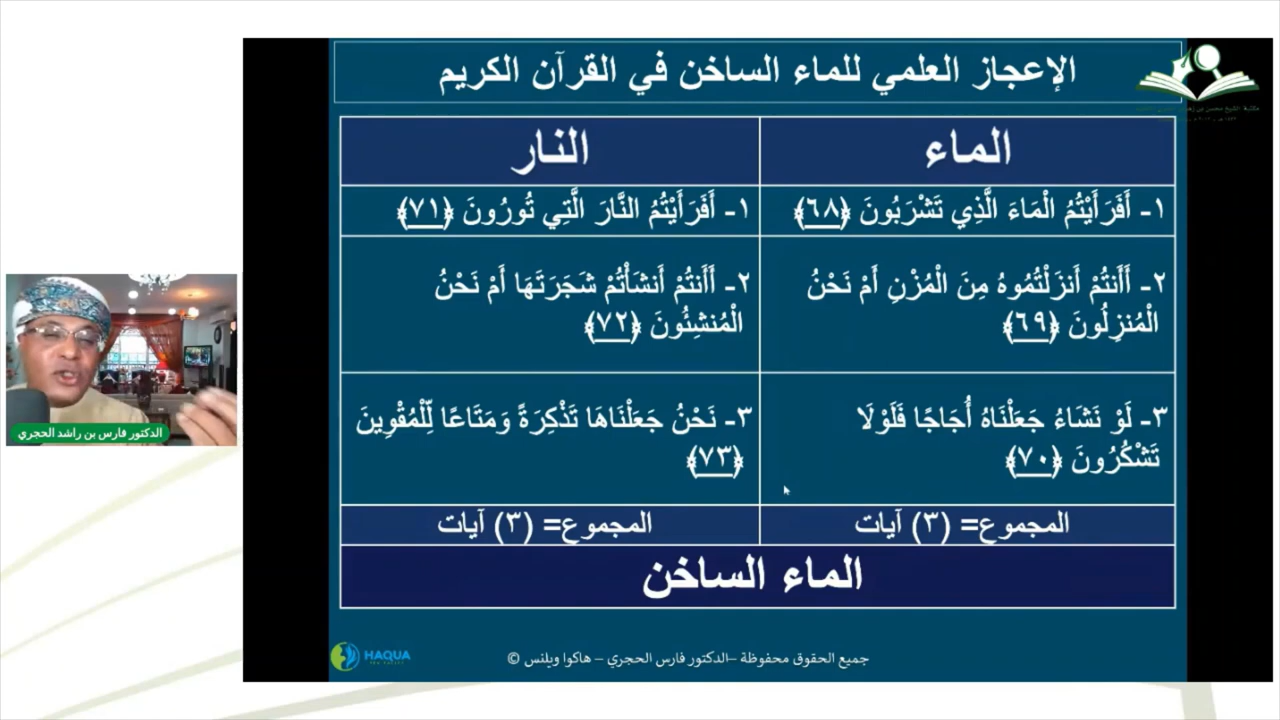 الإعجاز العلمي للماء الساخن في القرآن الكريم
الماء
النار
١- أَفَرَأَيْتُمُ الْمَاءَ الَّذِي تَشْرَبُونَ ﴿٦٨﴾
١- أَفَرَأَيْتُمُ النَّارَ الَّتِي تُورُونَ ﴿٧١﴾
٢- أَأَنتُمْ أَنزَلْتُمُوهُ مِنَ الْمُزْنِ أَمْ نَحْنُ
الْمُنزِلُونَ ﴿٦٩﴾
٢- أَأَنتُمْ أَنشَأْتُمْ شَجَرَتَهَا أَمْ نَحْنُ
الْمُنشِئُونَ ﴿٧٢﴾
٣- لَوْ نَشَاءُ جَعَلْنَاهُ أُجَاجًا فَلَوْلَا
تَشْكُرُونَ ﴿٧٠﴾
٣- نَحْنُ جَعَلْنَاهَا تَذْكِرَةً وَمَتَاعًا لِّلْمُقْوِينَ
﴿٧٣﴾
المجموع= (٣) آيات
المجموع= (٣) آيات
الماء الساخن
جميع الحقوق محفوظة –الدكتور فارس الحجري – هاكوا ويلنس ©
HAQUA
الدكتور فارس بن راشد الحجري